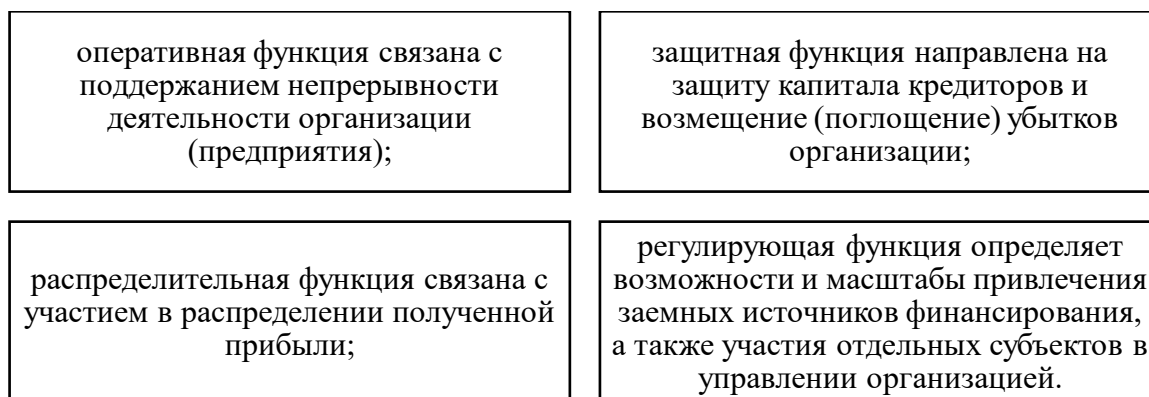 оперативная функция связана с
поддержанием непрерывности
деятельности организации
(предприятия);
защитная функция направлена на
защиту капитала кредиторов и
возмещение (поглощение) убытков
организации;
распределительная функция связана с
участием в распределении полученной
прибыли;
регулирующая функция определяет
возможности и масштабы привлечения
заемных источников финансирования,
а также участия отдельных субъектов в
управлении организацией.